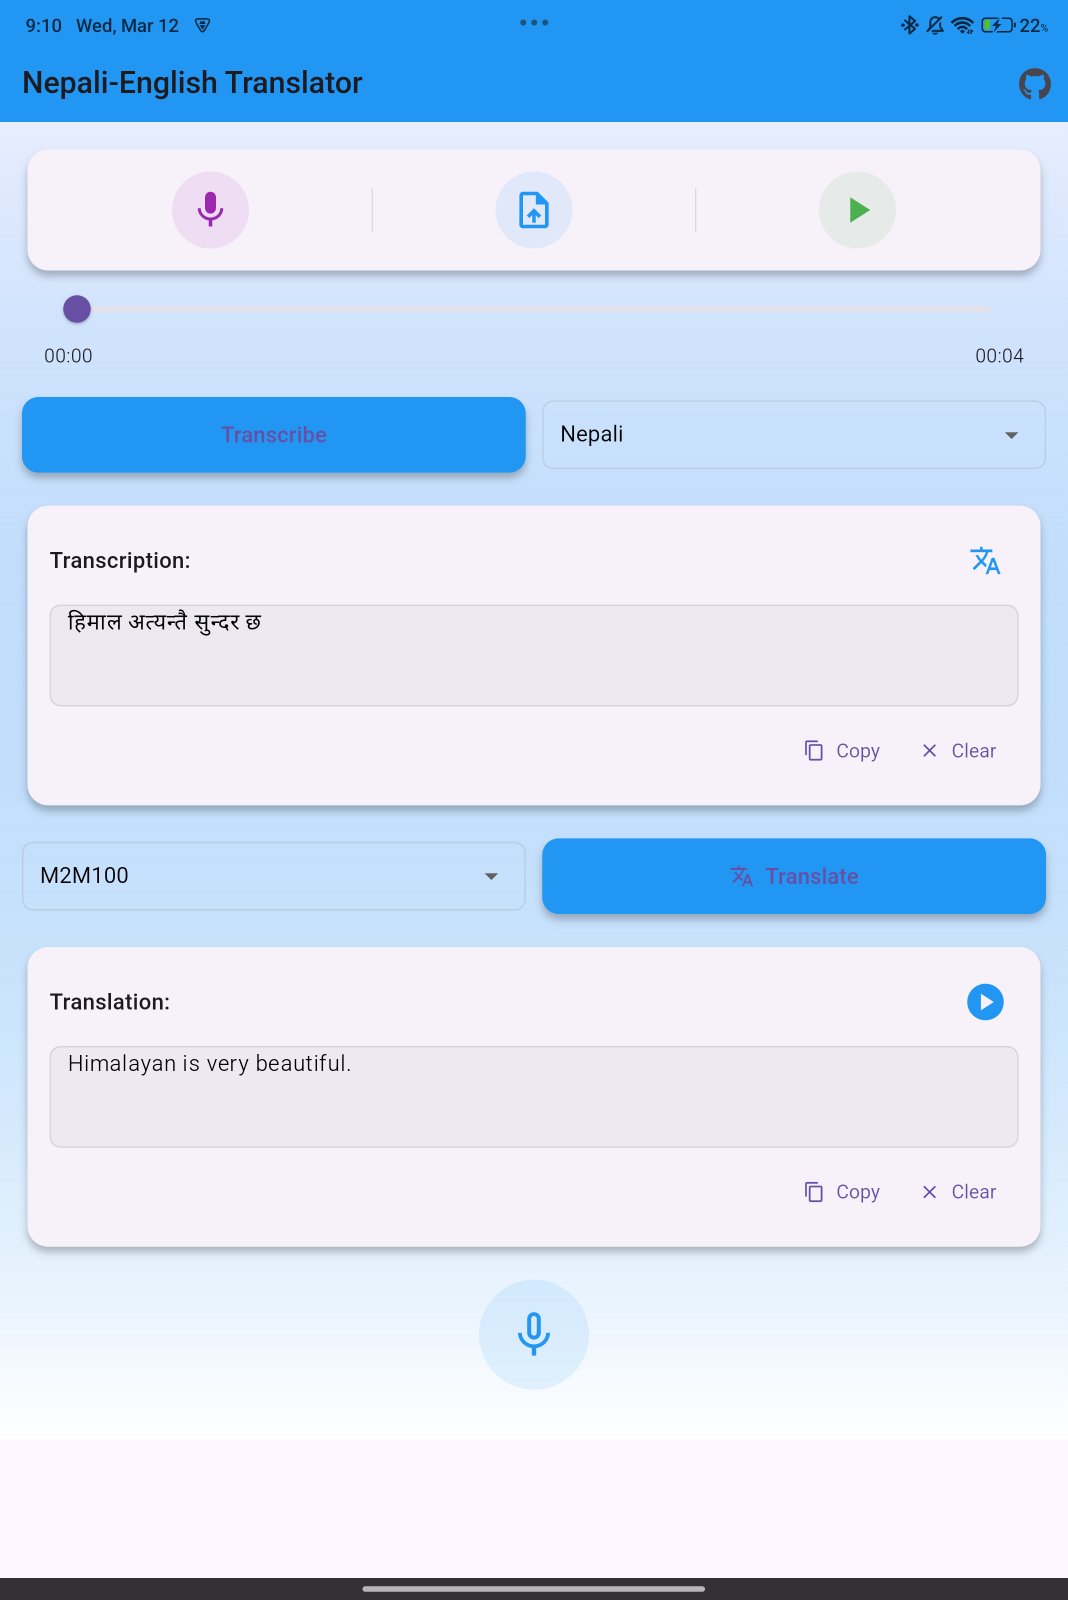 9:10 Wed, Mar 12
22%
Nepali-English Translator
00:00 00:04
Transcribe
Nepali
Transcription:
हिमाल अत्यन्तै सुन्दर छ
Copy Clear
M2M100
Translate
Translation:
Himalayan is very beautiful.
Copy Clear